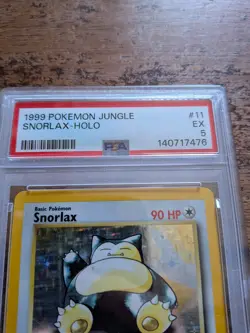 1999 POKEMON JUNGLE #11
SNORLAX-HOLO EX
5
PSA 140717476
Basic Pokémon
Snorlax 90 HP